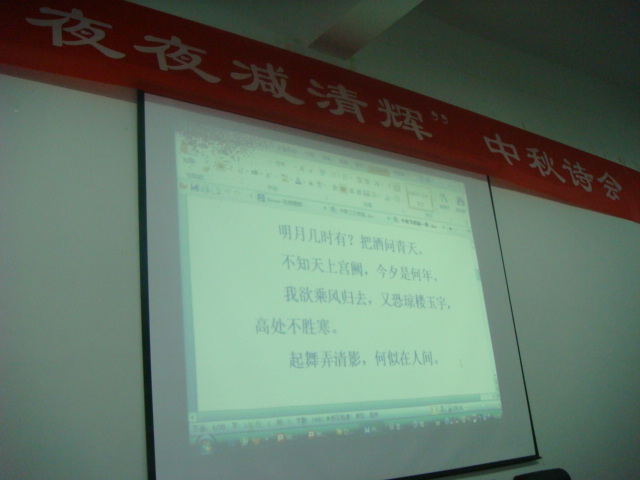 夜夜减清辉” 中秋诗会
明月几时有？把酒问青天。
不知天上宫阙，今夕是何年。
我欲乘风归去，又恐琼楼玉宇，
高处不胜寒。
起舞弄清影，何似在人间。